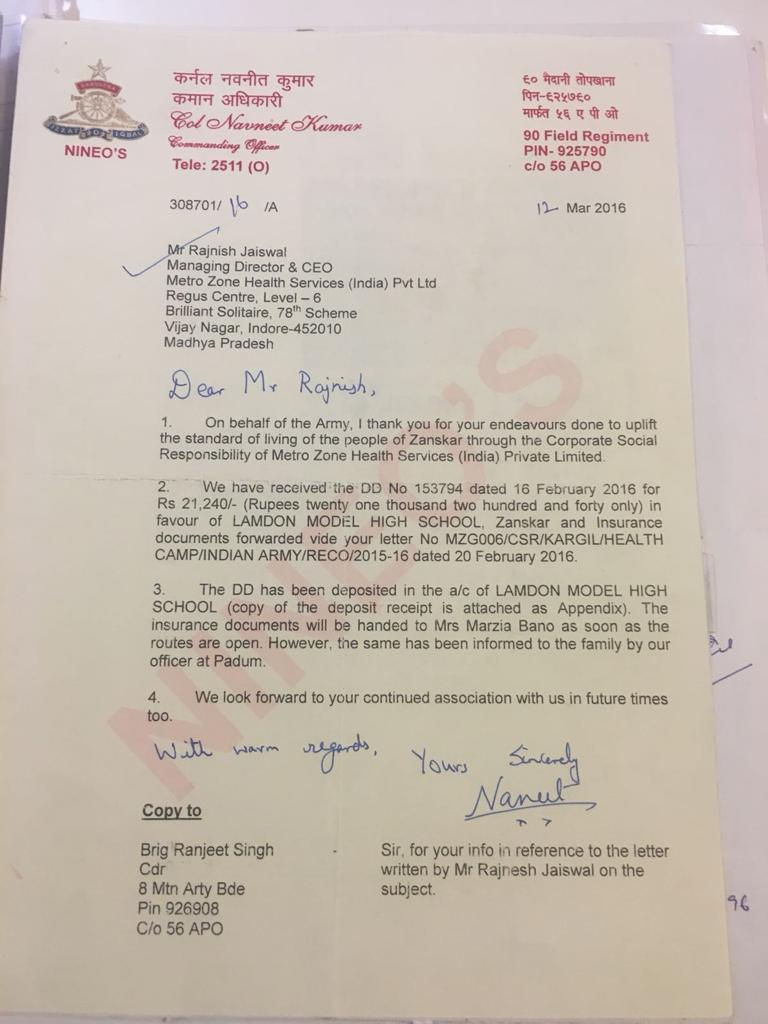 कर्नल नवनीत कुमार
कमान अधिकारी
Col Navneet Kumar
Commanding Officer
Tele: 2511 (O)
SARVATRA
IZZAT-O-IQBAL
NINEO'S
६० मैदानी तोपखाना
पिन-९२५७९०
मार्फत ५६ ए पी ओ
90 Field Regiment
PIN- 925790
c/o 56 APO
308701/ 16 /A
12 Mar 2016
Mr Rajnish Jaiswal
Managing Director & CEO
Metro Zone Health Services (India) Pvt Ltd
Regus Centre, Level – 6
Brilliant Solitaire, 78th Scheme
Vijay Nagar, Indore-452010
Madhya Pradesh
Dear Mr Rajnish,
1. On behalf of the Army, I thank you for your endeavours done to uplift
the standard of living of the people of Zanskar through the Corporate Social
Responsibility of Metro Zone Health Services (India) Private Limited.
2. We have received the DD No 153794 dated 16 February 2016 for
Rs 21,240/- (Rupees twenty one thousand two hundred and forty only) in
favour of LAMDON MODEL HIGH SCHOOL, Zanskar and Insurance
documents forwarded vide your letter No MZG006/CSR/KARGIL/HEALTH
CAMP/INDIAN ARMY/RECO/2015-16 dated 20 February 2016.
3. The DD has been deposited in the a/c of LAMDON MODEL HIGH
SCHOOL (copy of the deposit receipt is attached as Appendix). The
insurance documents will be handed to Mrs Marzia Bano as soon as the
routes are open. However, the same has been informed to the family by our
officer at Padum.
4. We look forward to your continued association with us in future times
too.
With warm regards,
Yours Sincerely
Navneet
Copy to
Brig Ranjeet Singh - Sir, for your info in reference to the letter
Cdr written by Mr Rajnesh Jaiswal on the
8 Mtn Arty Bde subject.
Pin 926908
C/o 56 APO
NINEO'S
96